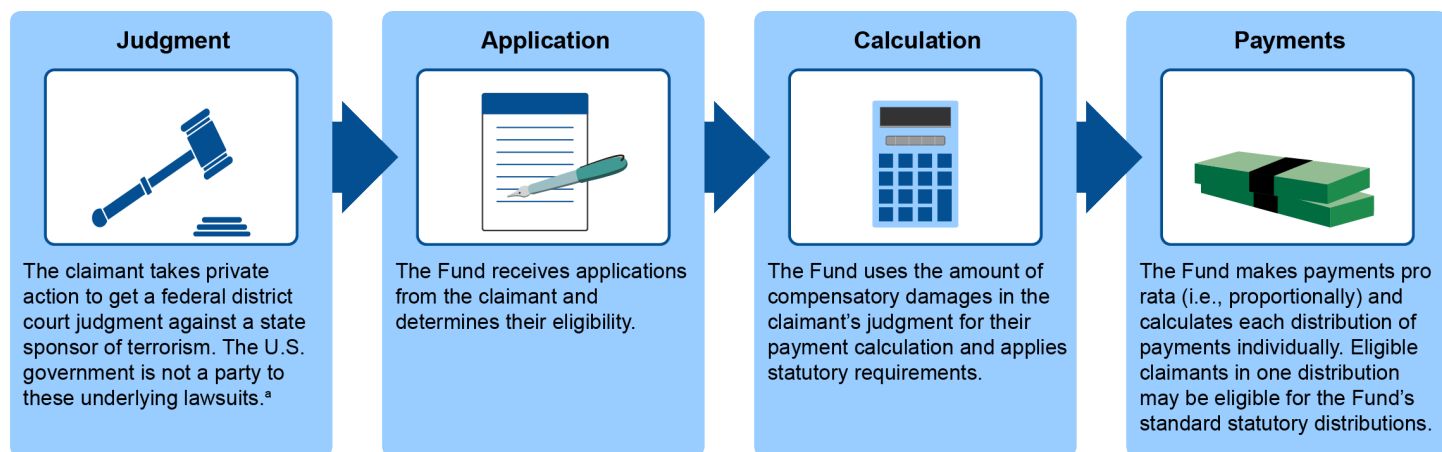 Judgment
The claimant takes private
action to get a federal district
court judgment against a state
sponsor of terrorism. The U.S.
government is not a party to
these underlying lawsuits.ª
Application
The Fund receives applications
from the claimant and
determines their eligibility.
Calculation
The Fund uses the amount of
compensatory damages in the
claimant’s judgment for their
payment calculation and applies
statutory requirements.
Payments
The Fund makes payments pro
rata (i.e., proportionally) and
calculates each distribution of
payments individually. Eligible
claimants in one distribution
may be eligible for the Fund’s
standard statutory distributions.